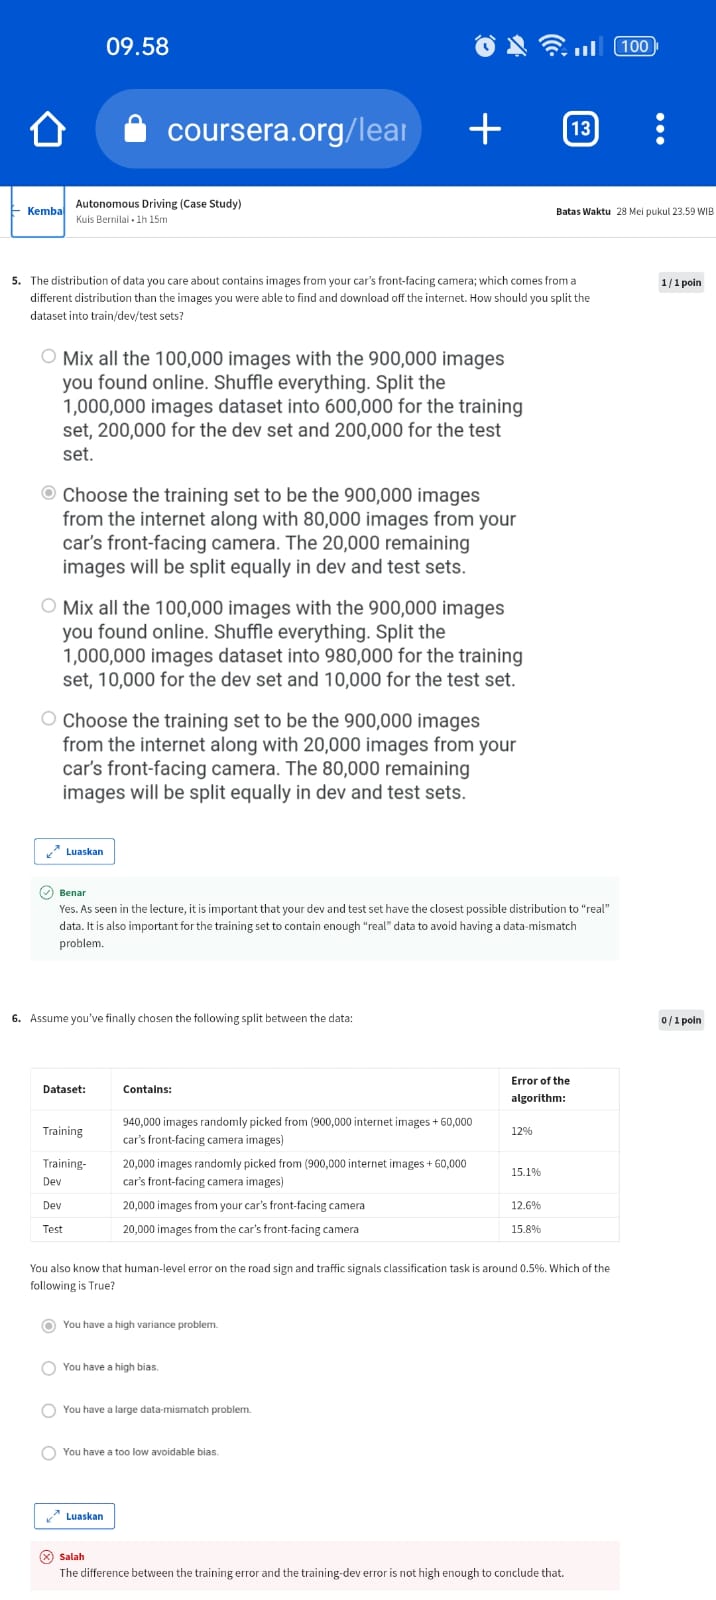 09.58
100
coursera.org/lear
13
Kemba
Autonomous Driving (Case Study)
Kuis Bernilai • 1h 15m
Batas Waktu 28 Mei pukul 23.59 WIB
5. The distribution of data you care about contains images from your car's front-facing camera; which comes from a
different distribution than the images you were able to find and download off the internet. How should you split the
dataset into train/dev/test sets?
1 / 1 poin
Mix all the 100,000 images with the 900,000 images
you found online. Shuffle everything. Split the
1,000,000 images dataset into 600,000 for the training
set, 200,000 for the dev set and 200,000 for the test
set.
Choose the training set to be the 900,000 images
from the internet along with 80,000 images from your
car's front-facing camera. The 20,000 remaining
images will be split equally in dev and test sets.
Mix all the 100,000 images with the 900,000 images
you found online. Shuffle everything. Split the
1,000,000 images dataset into 980,000 for the training
set, 10,000 for the dev set and 10,000 for the test set.
Choose the training set to be the 900,000 images
from the internet along with 20,000 images from your
car's front-facing camera. The 80,000 remaining
images will be split equally in dev and test sets.
Luaskan
Benar
Yes. As seen in the lecture, it is important that your dev and test set have the closest possible distribution to "real"
data. It is also important for the training set to contain enough "real" data to avoid having a data-mismatch
problem.
6. Assume you've finally chosen the following split between the data:
0 / 1 poin
Dataset: Contains: Error of the
algorithm:
Training 940,000 images randomly picked from (900,000 internet images + 60,000
car's front-facing camera images) 12%
Training-
Dev 20,000 images randomly picked from (900,000 internet images + 60,000
car's front-facing camera images) 15.1%
Dev 20,000 images from your car's front-facing camera 12.6%
Test 20,000 images from the car's front-facing camera 15.8%
You also know that human-level error on the road sign and traffic signals classification task is around 0.5%. Which of the
following is True?
You have a high variance problem.
You have a high bias.
You have a large data-mismatch problem.
You have a too low avoidable bias.
Luaskan
Salah
The difference between the training error and the training-dev error is not high enough to conclude that.